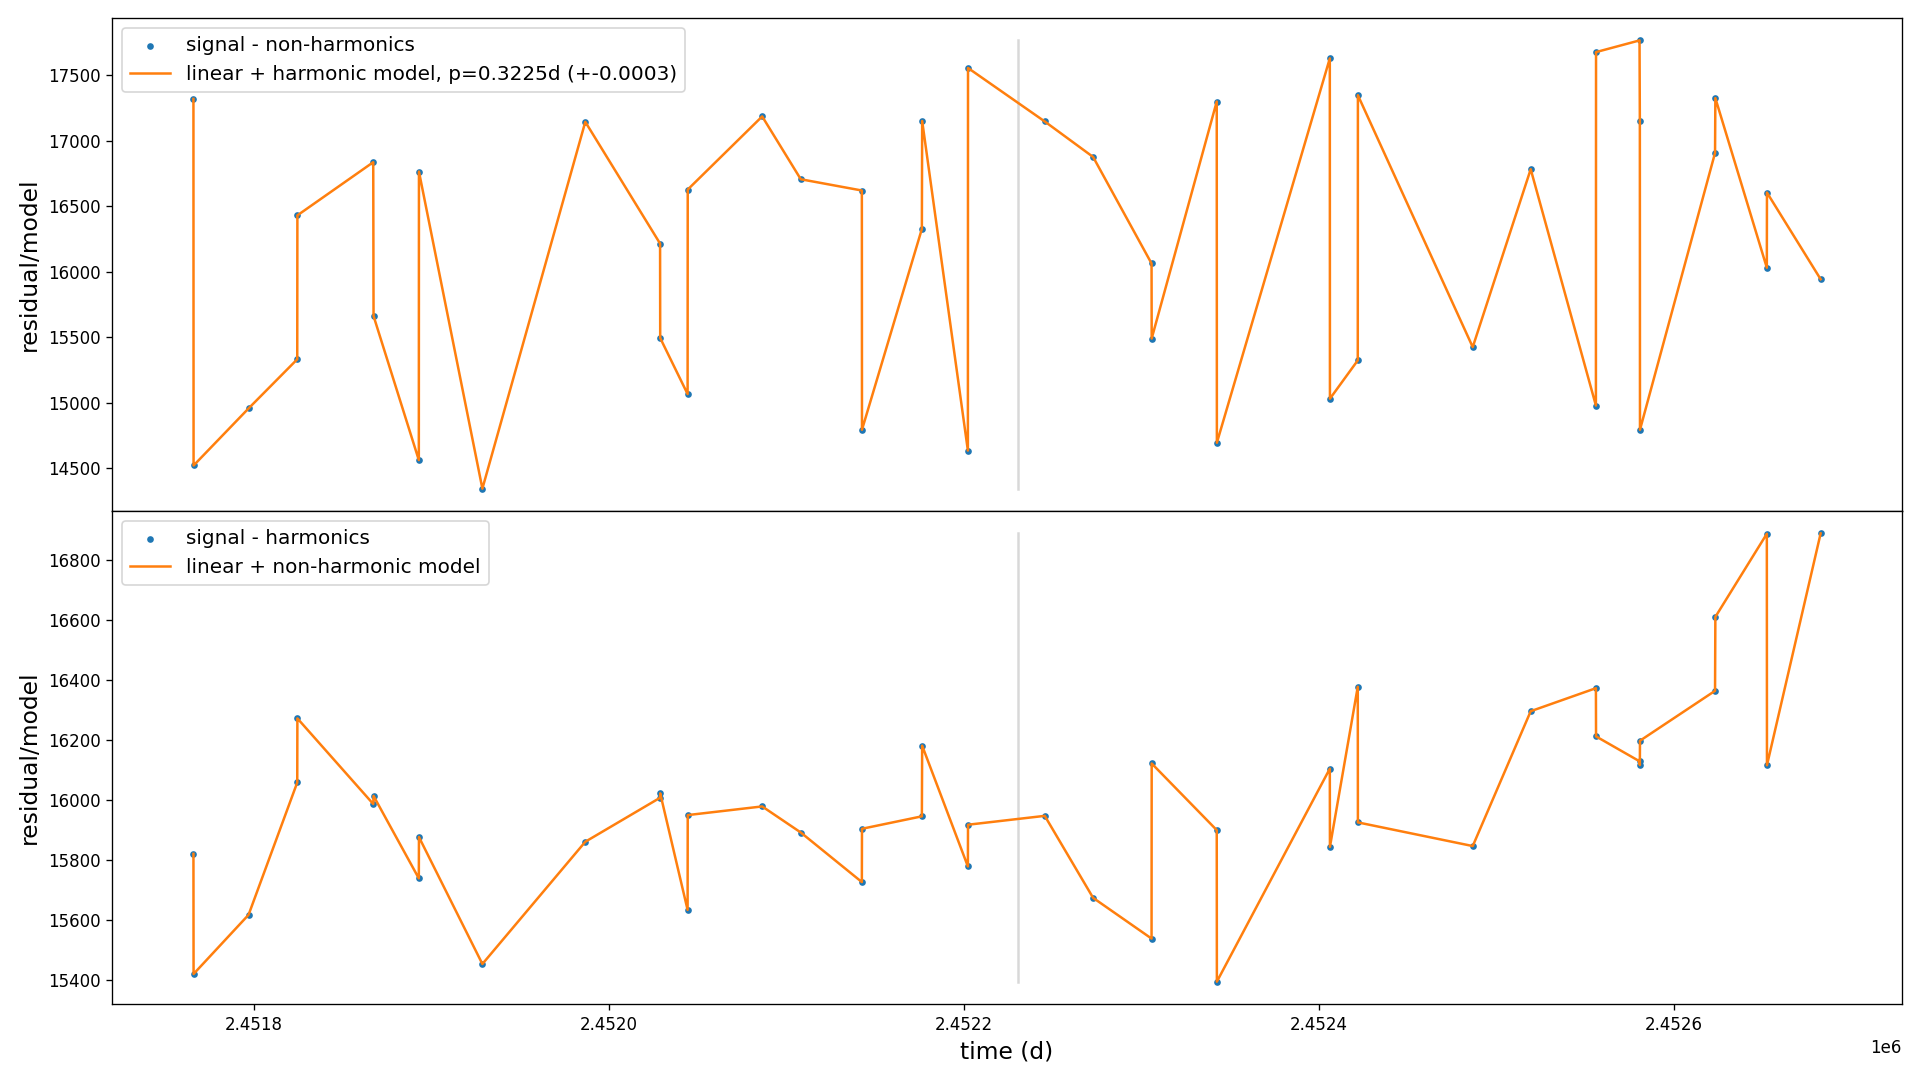 signal - non-harmonics
linear + harmonic model, p=0.3225d (+-0.0003)
17500
17000
16500
16000
15500
15000
14500
residual/model
signal - harmonics
linear + non-harmonic model
16800
16600
16400
16200
16000
15800
15600
15400
residual/model
2.4518 2.4520 2.4522 2.4524 2.4526
time (d)
1e6